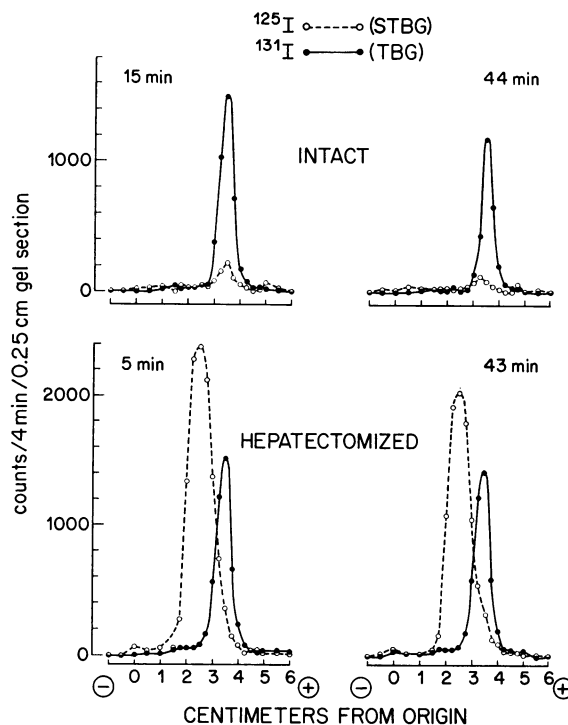 ¹²⁵I (STBG)
¹³¹I (TBG)
15 min
44 min
1000
INTACT
0
5 min
43 min
2000
HEPATECTOMIZED
1000
0
counts/4 min/0.25 cm gel section
⊖ 0 1 2 3 4 5 6 ⊕ 0 1 2 3 4 5 6
CENTIMETERS FROM ORIGIN